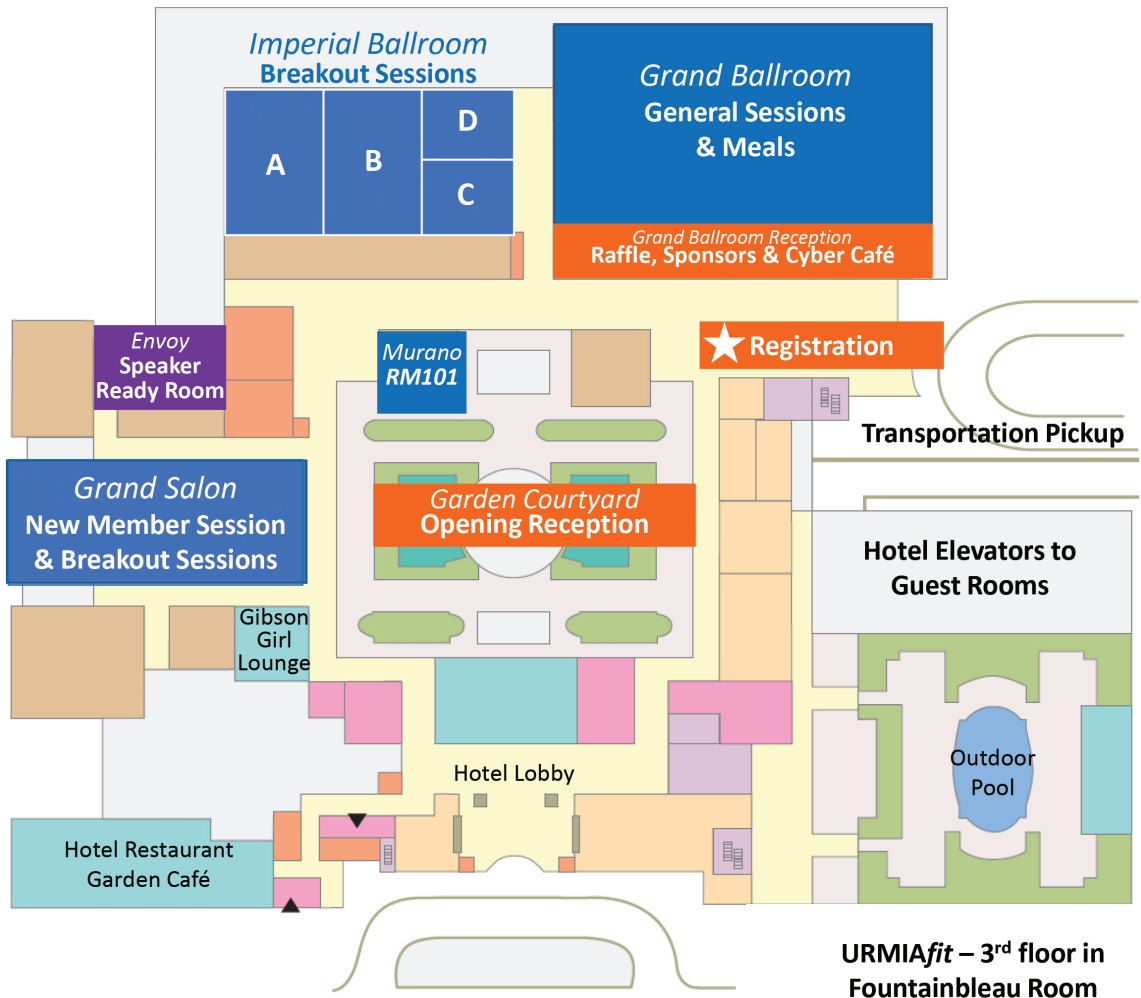 Imperial Ballroom
Breakout Sessions
A
B
D
C
Grand Ballroom
General Sessions
& Meals
Grand Ballroom Reception
Raffle, Sponsors & Cyber Café
Envoy
Speaker
Ready Room
Murano
RM101
Registration
Transportation Pickup
Grand Salon
New Member Session
& Breakout Sessions
Garden Courtyard
Opening Reception
Hotel Elevators to
Guest Rooms
Gibson
Girl
Lounge
Hotel Lobby
Outdoor
Pool
Hotel Restaurant
Garden Café
URMIAfit – 3rd floor in
Fountainbleau Room